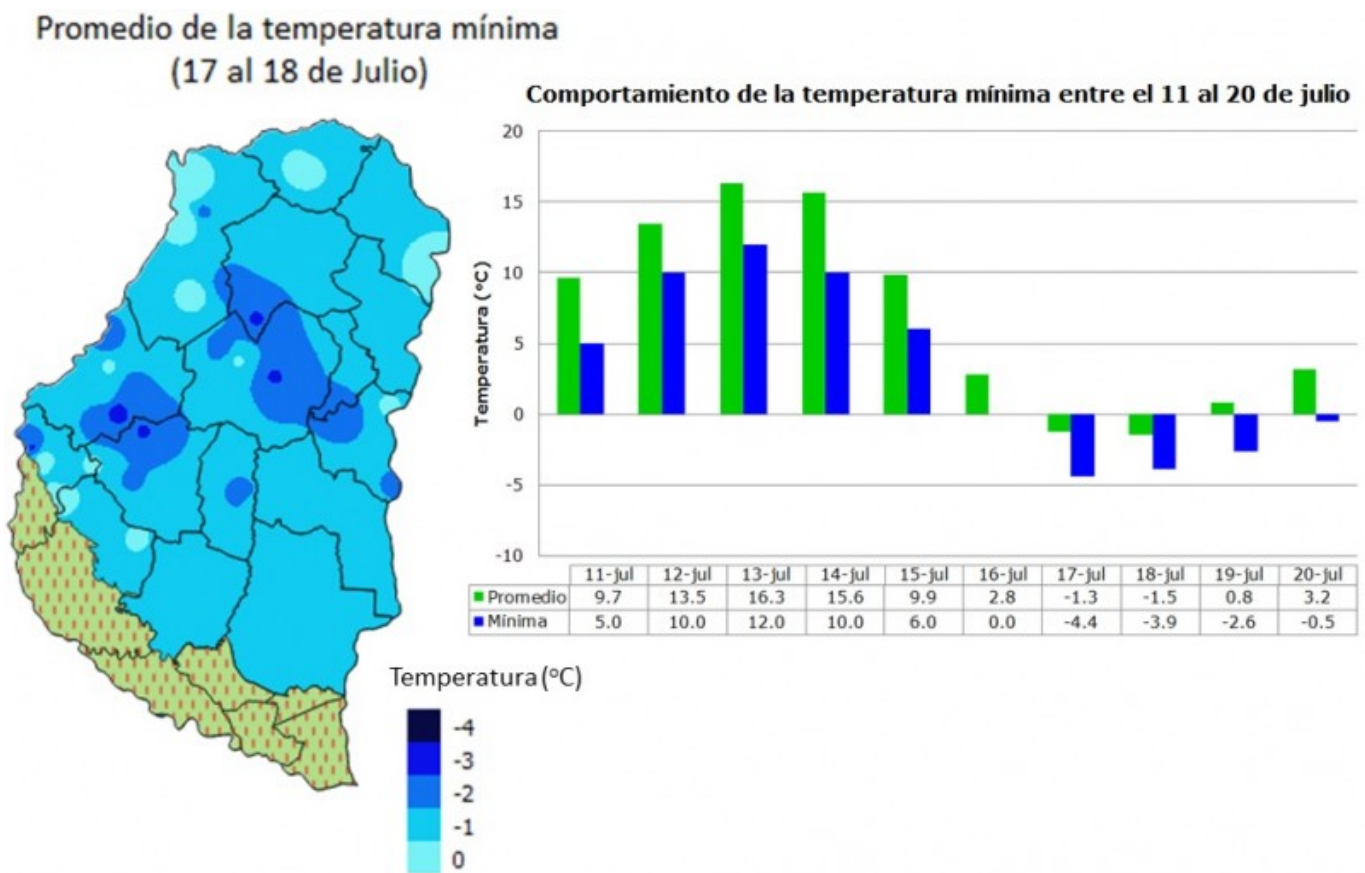 Promedio de la temperatura mínima
(17 al 18 de Julio)
Comportamiento de la temperatura mínima entre el 11 al 20 de julio
Temperatura (°C)
20
15
10
5
0
-5
-10
11-jul 12-jul 13-jul 14-jul 15-jul 16-jul 17-jul 18-jul 19-jul 20-jul
Promedio 9.7 13.5 16.3 15.6 9.9 2.8 -1.3 -1.5 0.8 3.2
Mínima 5.0 10.0 12.0 10.0 6.0 0.0 -4.4 -3.9 -2.6 -0.5
Temperatura (°C)
-4
-3
-2
-1
0